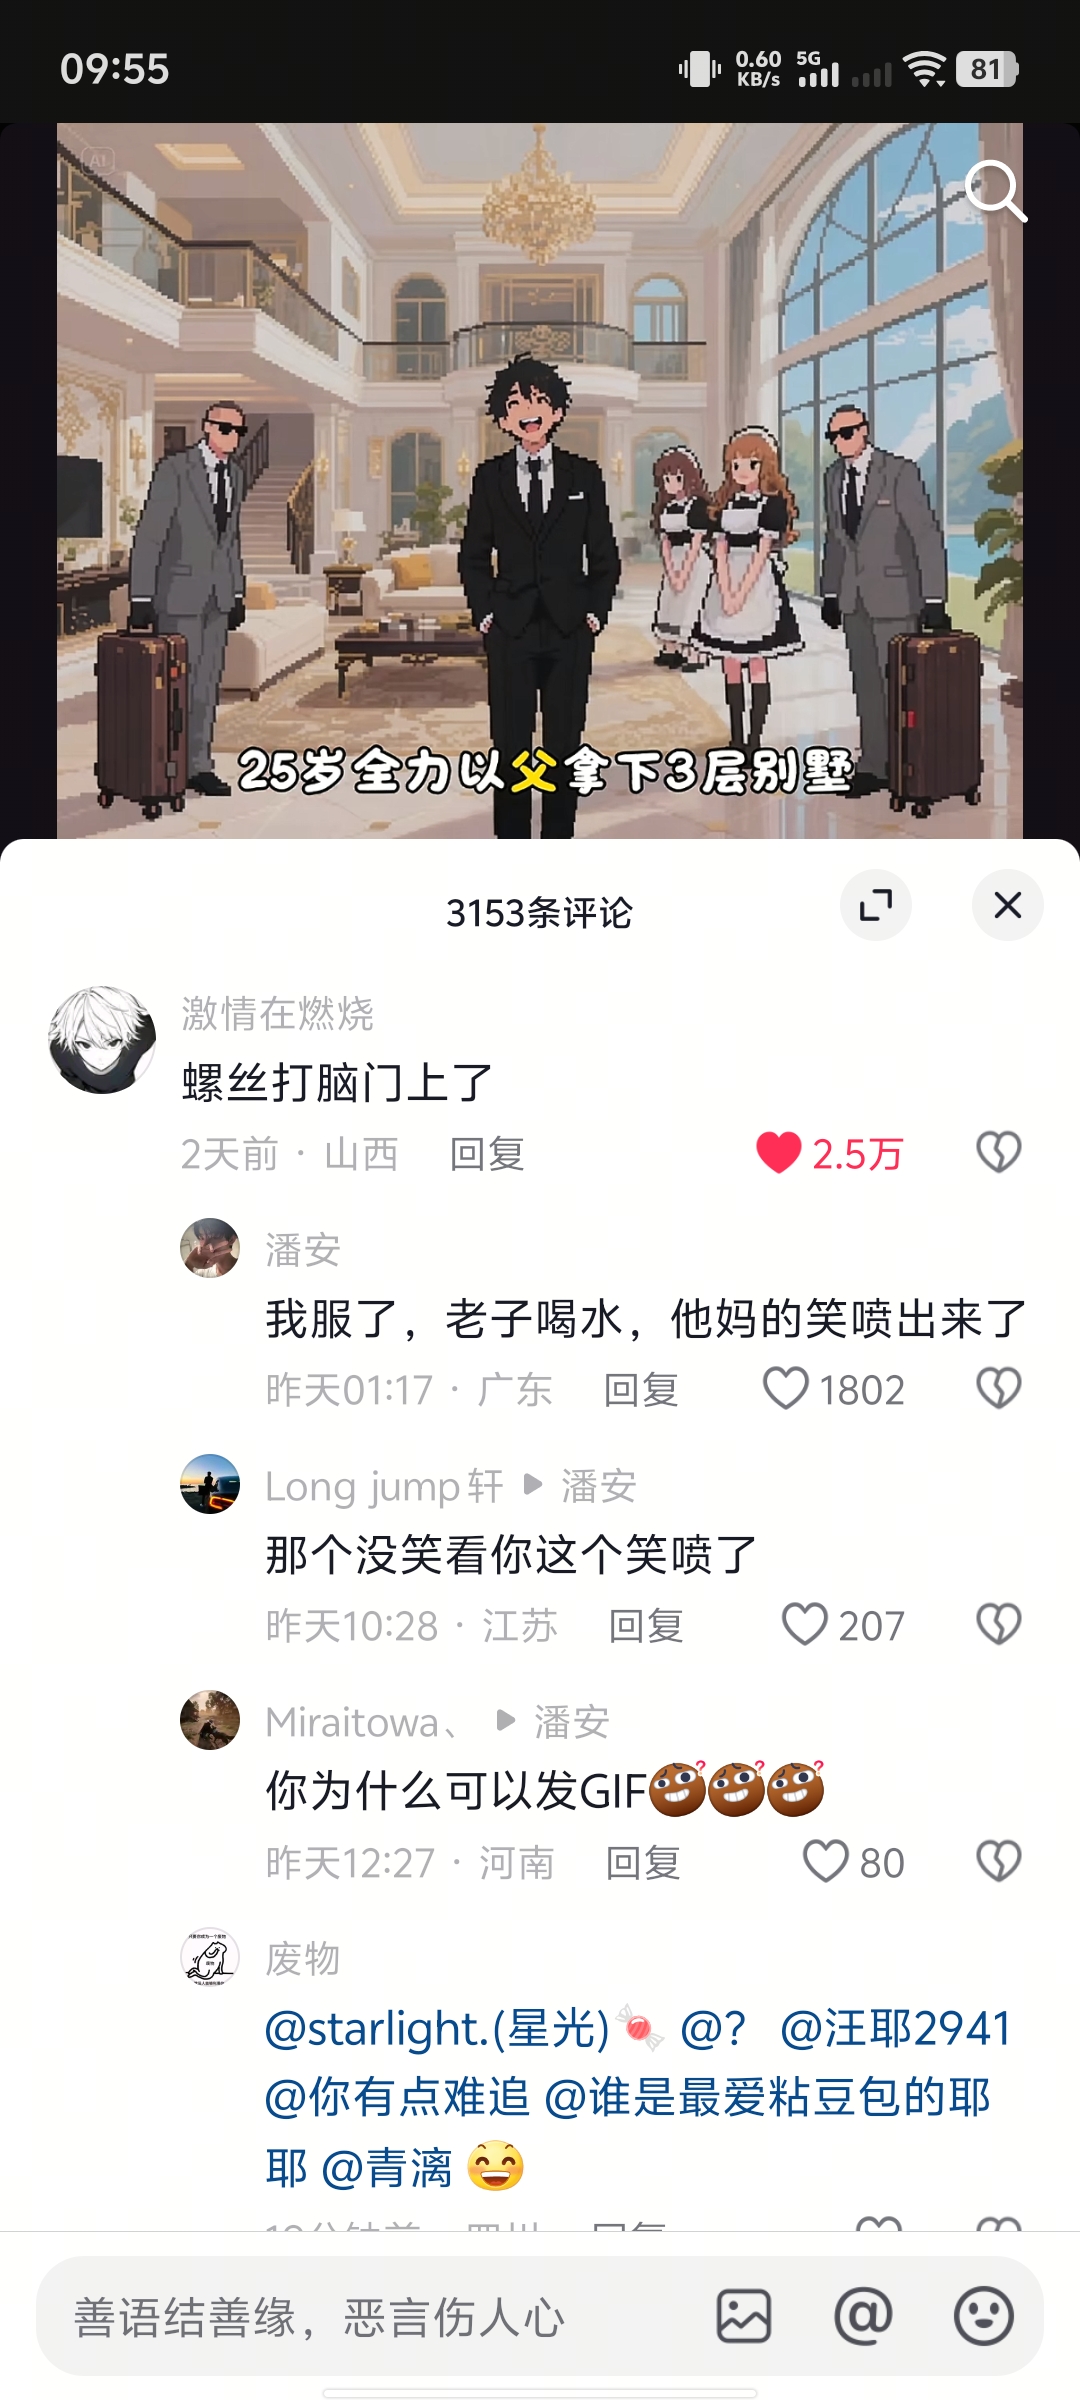 09:55
0.60
KB/s
5G
81
AI
25岁全力以父拿下3层别墅
3153条评论
激情在燃烧
螺丝打脑门上了
2天前 · 山西 回复 2.5万
潘安
我服了，老子喝水，他妈的笑喷出来了
昨天01:17 · 广东 回复 1802
Long jump轩 ▶ 潘安
那个没笑看你这个笑喷了
昨天10:28 · 江苏 回复 207
Miraitowa、 ▶ 潘安
你为什么可以发GIF
昨天12:27 · 河南 回复 80
废物
@starlight.(星光)🍬 @? @汪耶2941
@你有点难追 @谁是最爱粘豆包的耶
耶 @青漓 😄
善语结善缘，恶言伤人心